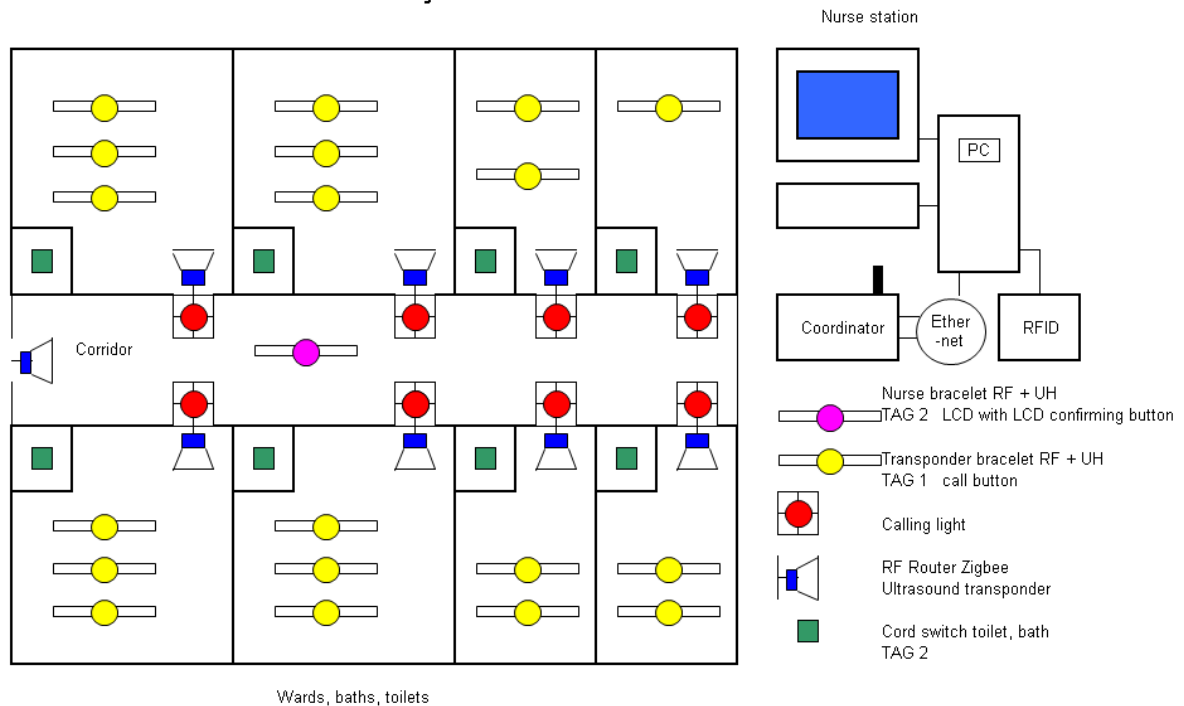 Nurse station
PC
Coordinator
Ether
-net
RFID
Corridor
Nurse bracelet RF + UH
TAG 2 LCD with LCD confirming button
Transponder bracelet RF + UH
TAG 1 call button
Calling light
RF Router Zigbee
Ultrasound transponder
Cord switch toilet, bath
TAG 2
Wards, baths, toilets